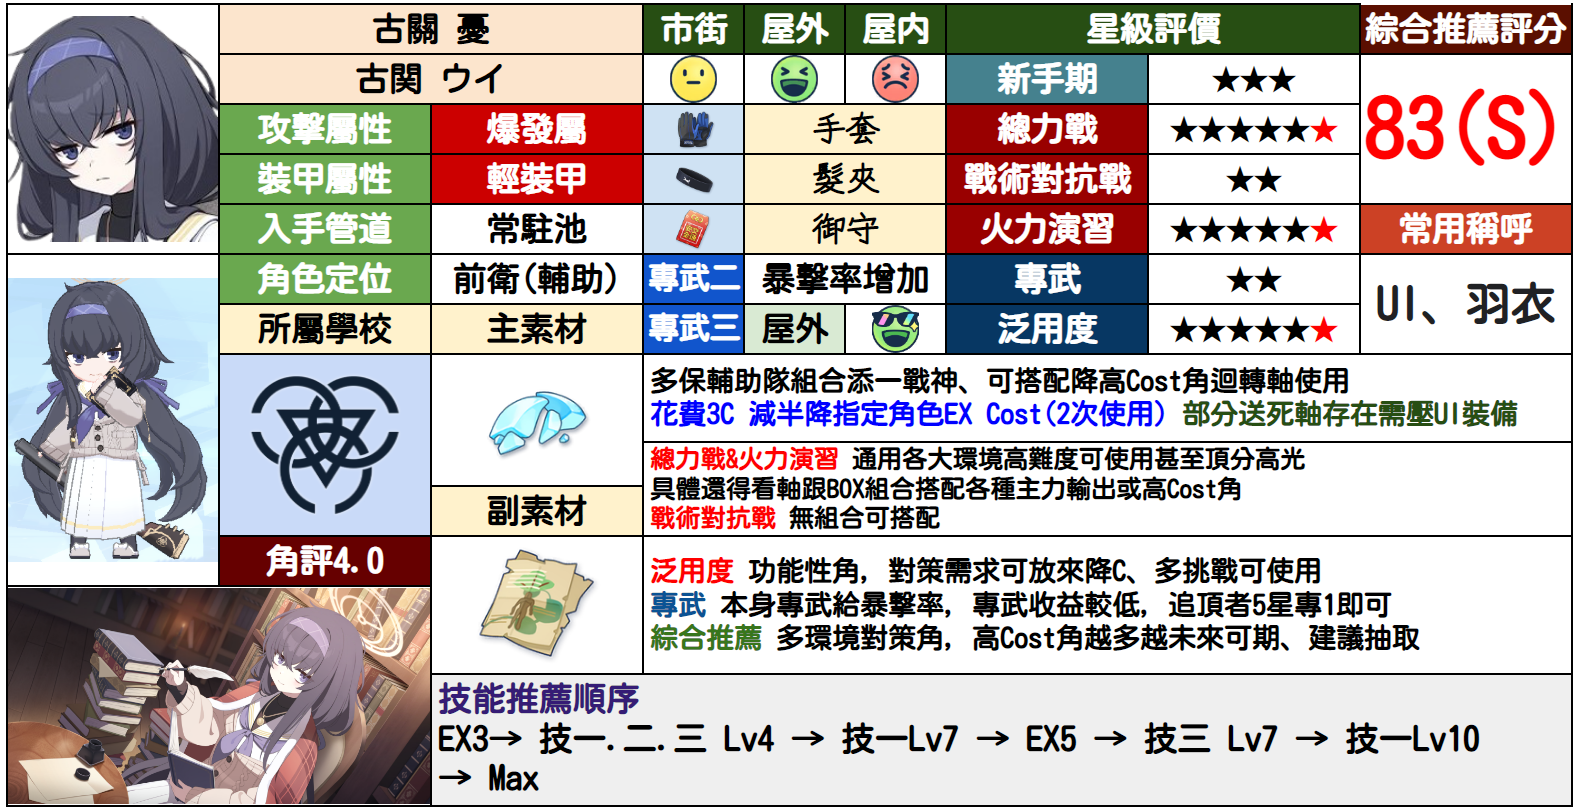 古關 憂
市街 屋外 屋內 星級評價 綜合推薦評分
古関 ウイ
新手期 ★★★
83(S)
攻擊屬性 爆發屬 手套 總力戰 ★★★★★★
裝甲屬性 輕裝甲 髮夾 戰術對抗戰 ★★
入手管道 常駐池 御守 火力演習 ★★★★★★ 常用稱呼
角色定位 前衛(輔助) 專武二 暴擊率增加 專武 ★★
UI、羽衣
所屬學校 主素材 專武三 屋外 泛用度 ★★★★★★
多保輔助隊組合添一戰神、可搭配降高Cost角迴轉軸使用
花費3C 減半降指定角色EX Cost(2次使用) 部分送死軸存在需壓UI裝備
總力戰&火力演習 通用各大環境高難度可使用甚至頂分高光
具體還得看軸跟BOX組合搭配各種主力輸出或高Cost角
戰術對抗戰 無組合可搭配
副素材
角評4.0
泛用度 功能性角, 對策需求可放來降C、多挑戰可使用
專武 本身專武給暴擊率, 專武收益較低, 追頂者5星專1即可
綜合推薦 多環境對策角, 高Cost角越多越未來可期、建議抽取
技能推薦順序
EX3→ 技一.二.三 Lv4 → 技一Lv7 → EX5 → 技三 Lv7 → 技一Lv10
→ Max